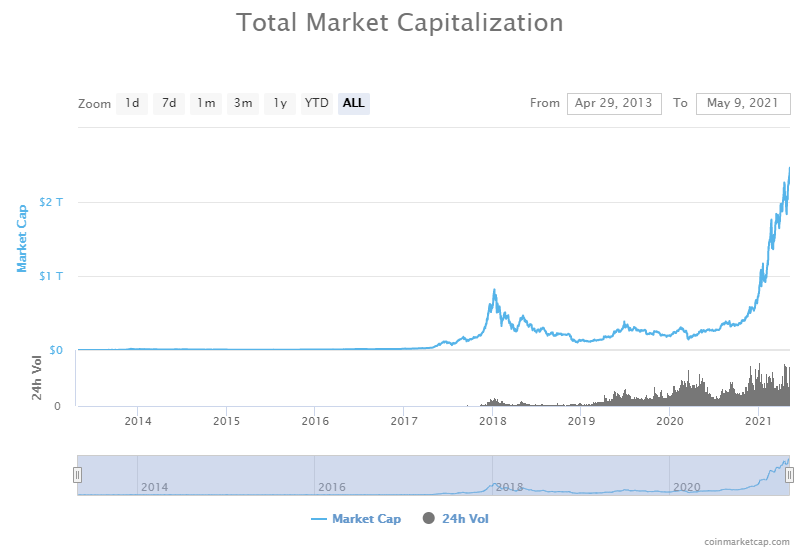 Total Market Capitalization
Zoom 1d 7d 1m 3m 1y YTD ALL From Apr 29, 2013 To May 9, 2021
Market Cap
$2 T
$1 T
$0
24h Vol
0
2014 2015 2016 2017 2018 2019 2020 2021
2014 2016 2018 2020
Market Cap 24h Vol
coinmarketcap.com